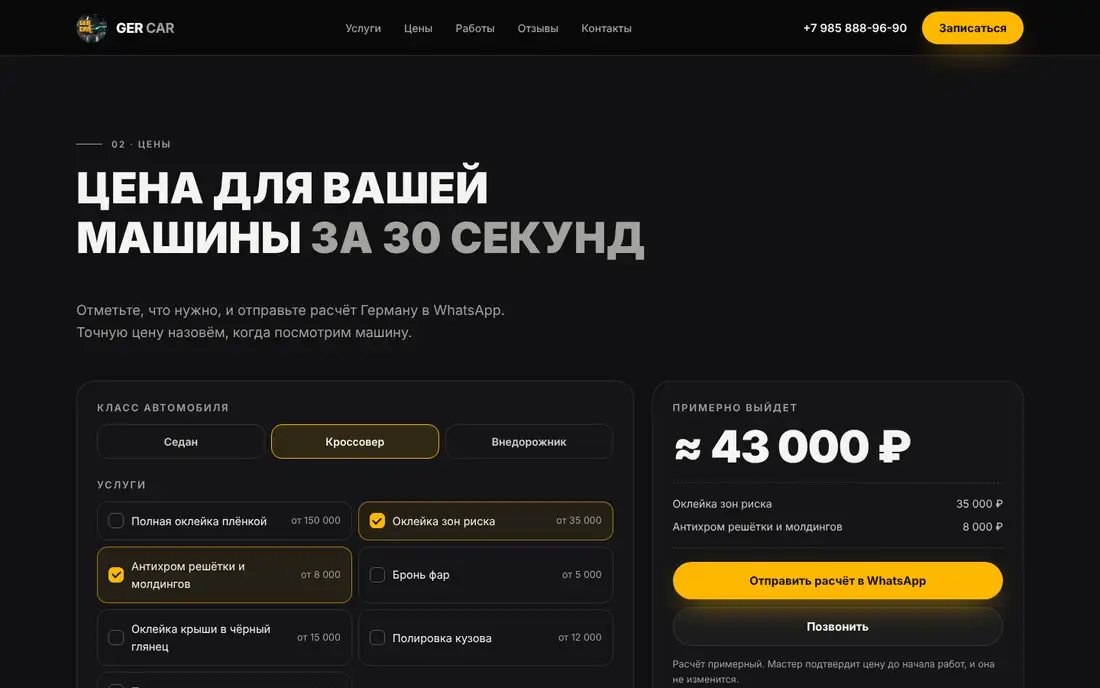 GER CAR
Услуги
Цены
Работы
Отзывы
Контакты
+7 985 888-96-90
Записаться
02 · ЦЕНЫ
ЦЕНА ДЛЯ ВАШЕЙ
МАШИНЫ ЗА 30 СЕКУНД
Отметьте, что нужно, и отправьте расчёт Герману в WhatsApp.
Точную цену назовём, когда посмотрим машину.
КЛАСС АВТОМОБИЛЯ
Седан
Кроссовер
Внедорожник
УСЛУГИ
Полная оклейка плёнкой
от 150 000
Оклейка зон риска
от 35 000
Антихром решётки и
молдингов
от 8 000
Бронь фар
от 5 000
Оклейка крыши в чёрный
глянец
от 15 000
Полировка кузова
от 12 000
ПРИМЕРНО ВЫЙДЕТ
≈ 43 000 ₽
Оклейка зон риска
35 000 ₽
Антихром решётки и молдингов
8 000 ₽
Отправить расчёт в WhatsApp
Позвонить
Расчёт примерный. Мастер подтвердит цену до начала работ, и она
не изменится.